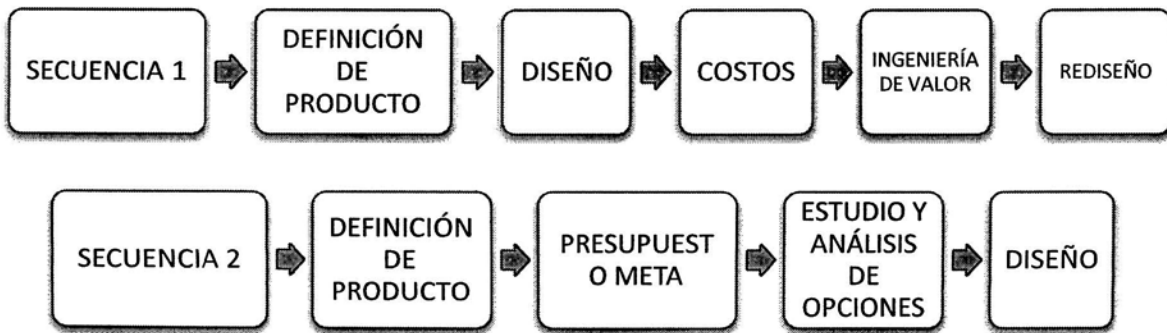 SECUENCIA 1
DEFINICIÓN
DE
PRODUCTO
DISEÑO
COSTOS
INGENIERÍA
DE VALOR
REDISEÑO
SECUENCIA 2
DEFINICIÓN
DE
PRODUCTO
PRESUPUEST
O META
ESTUDIO Y
ANÁLISIS
DE
OPCIONES
DISEÑO